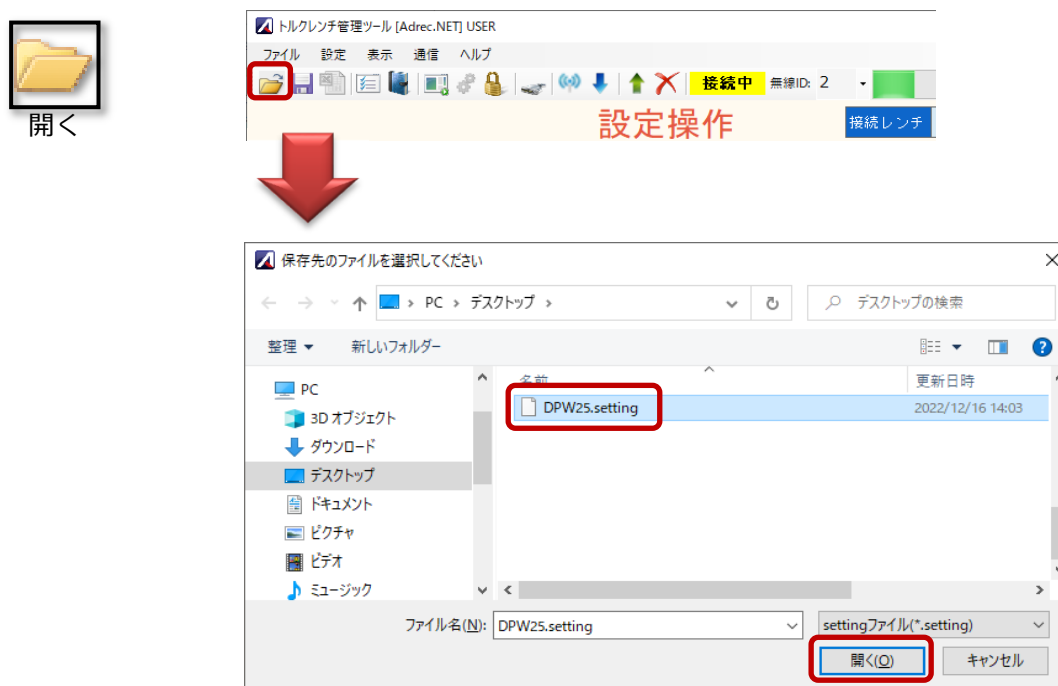 開く
トルクレンチ管理ツール [Adrec.NET] USER
ファイル 設定 表示 通信 ヘルプ
接続中 無線ID: 2
設定操作 接続レンチ
保存先のファイルを選択してください
PC › デスクトップ ›
デスクトップの検索
整理 新しいフォルダー
名前 更新日時
DPW25.setting 2022/12/16 14:03
PC
3D オブジェクト
ダウンロード
デスクトップ
ドキュメント
ピクチャ
ビデオ
ミュージック
ファイル名(N): DPW25.setting settingファイル(*.setting)
開く(O) キャンセル